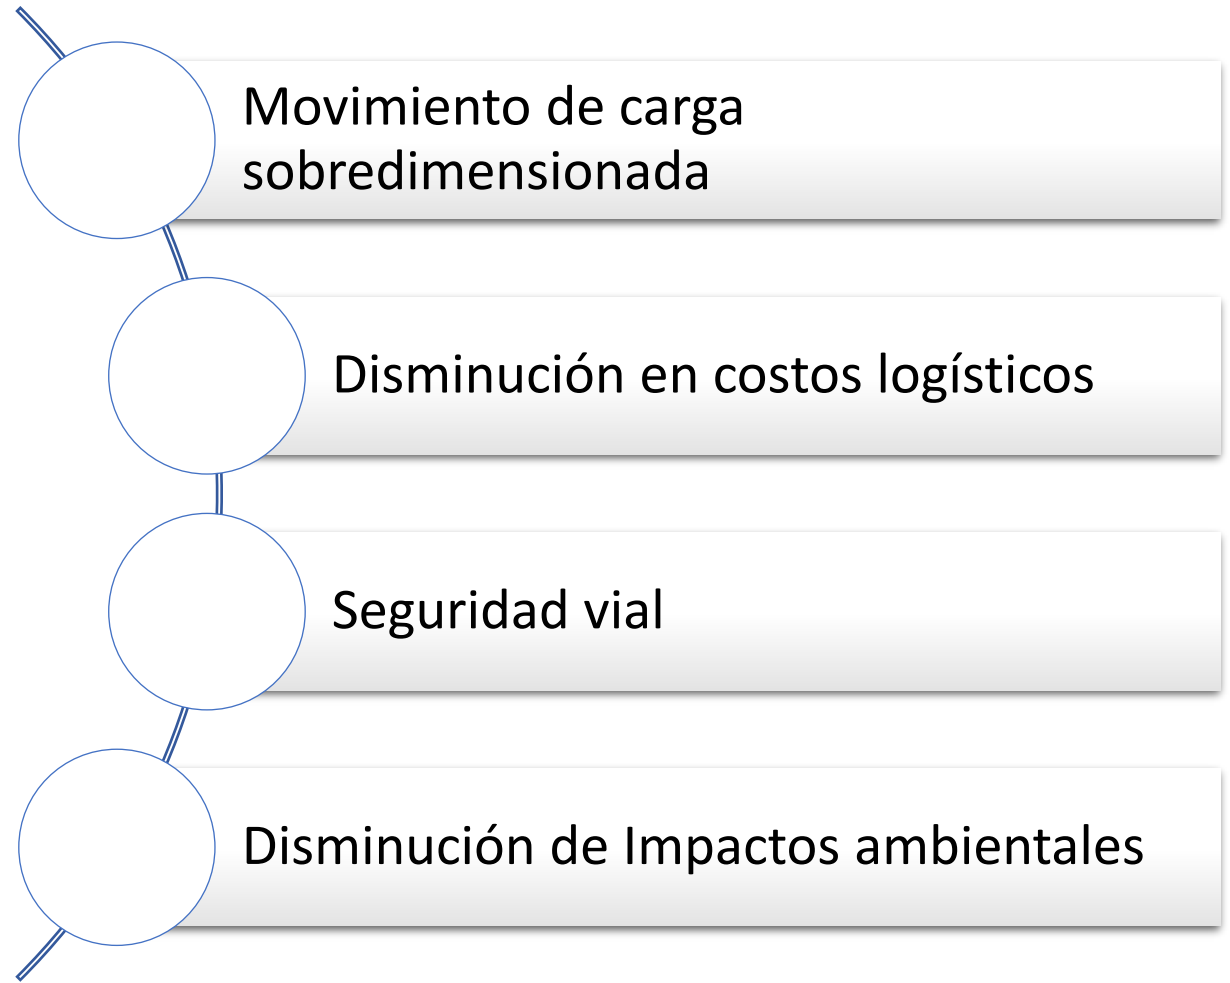 Movimiento de carga
sobredimensionada
Disminución en costos logísticos
Seguridad vial
Disminución de Impactos ambientales